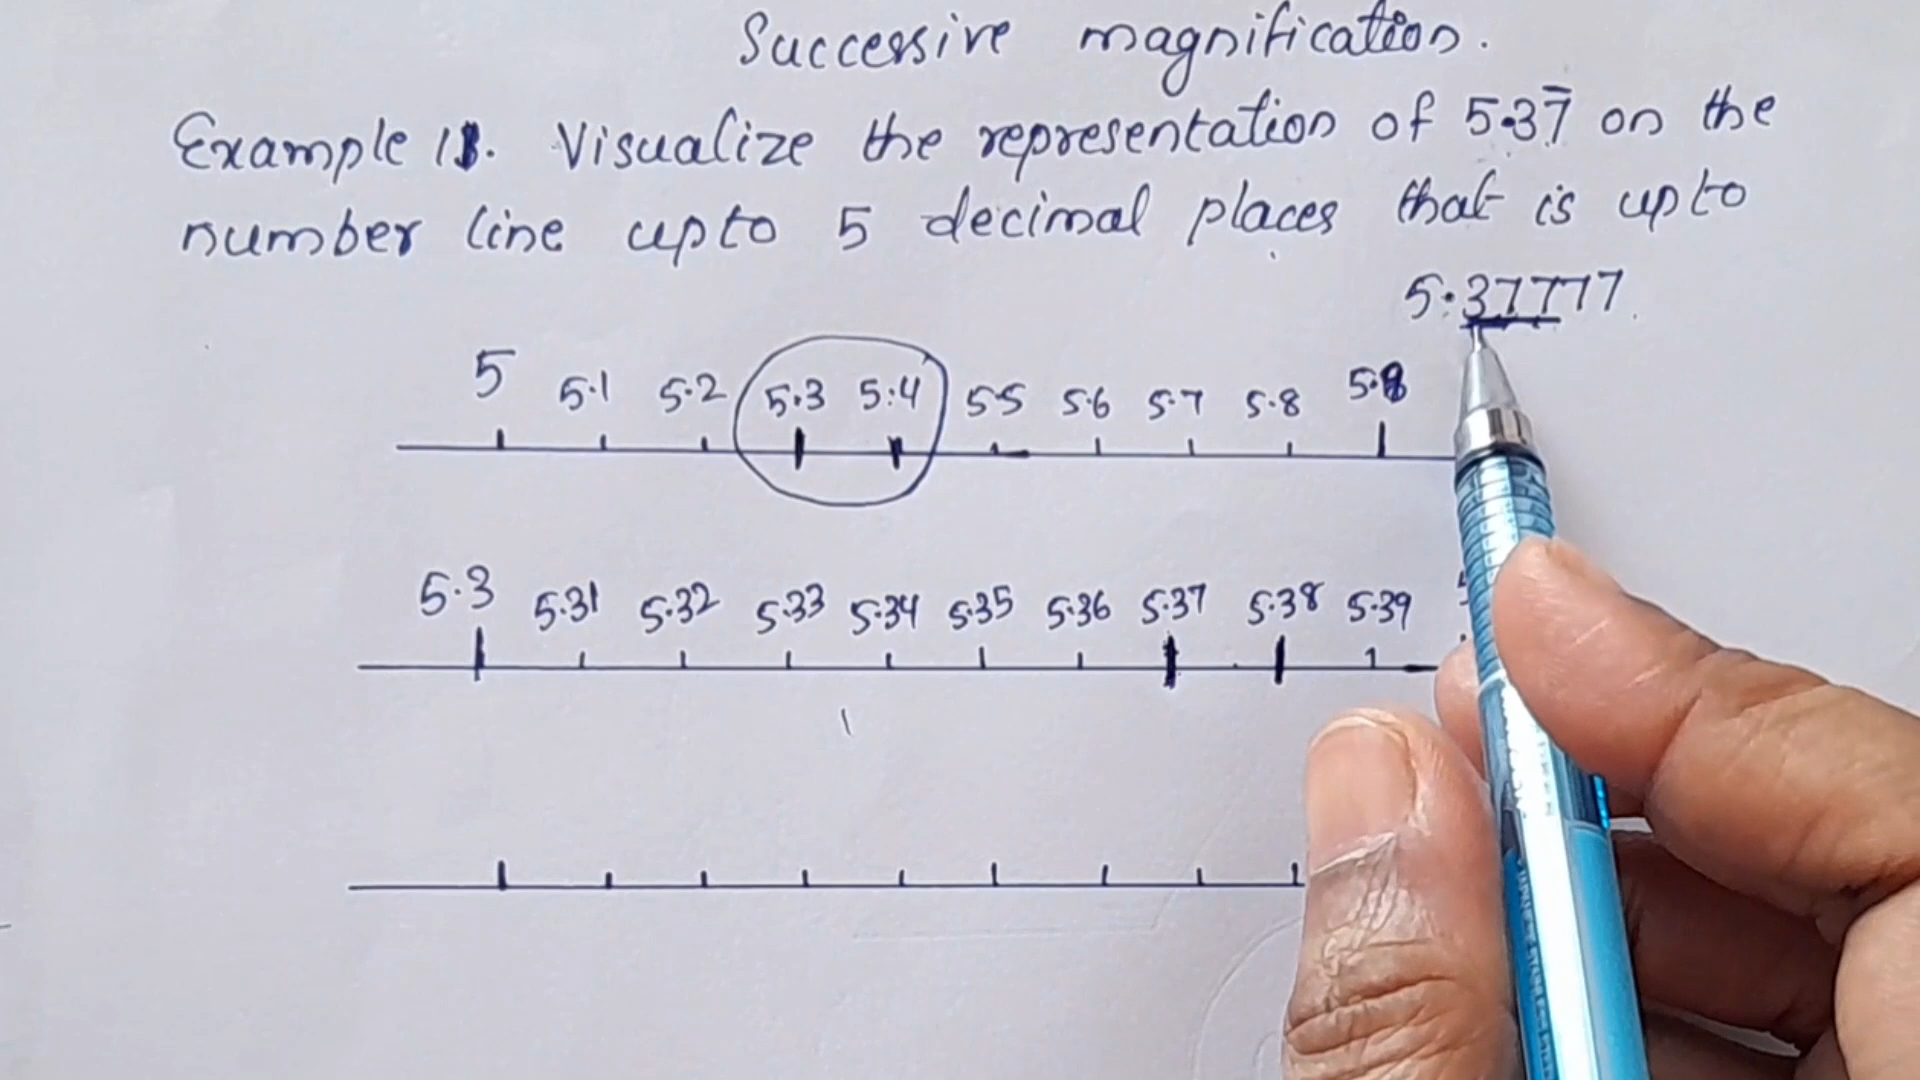 Successive magnification.
Example 11. Visualize the representation of 5.37̄ on the
number line upto 5 decimal places that is upto
5.37777.
5 5.1 5.2 5.3 5.4 5.5 5.6 5.7 5.8
5.3 5.31 5.32 5.33 5.34 5.35 5.36 5.37 5.38 5.39